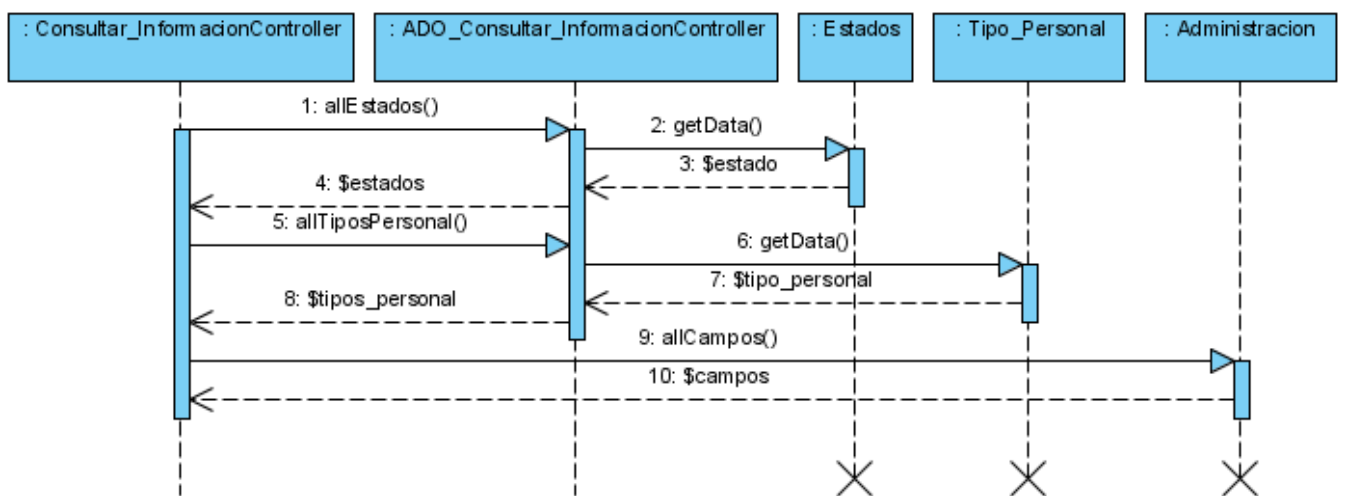 : Consultar_InformacionController
: ADO_Consultar_InformacionController
: Estados
: Tipo_Personal
: Administracion
1: allEstados()
2: getData()
3: $estado
4: $estados
5: allTiposPersonal()
6: getData()
7: $tipo_personal
8: $tipos_personal
9: allCampos()
10: $campos